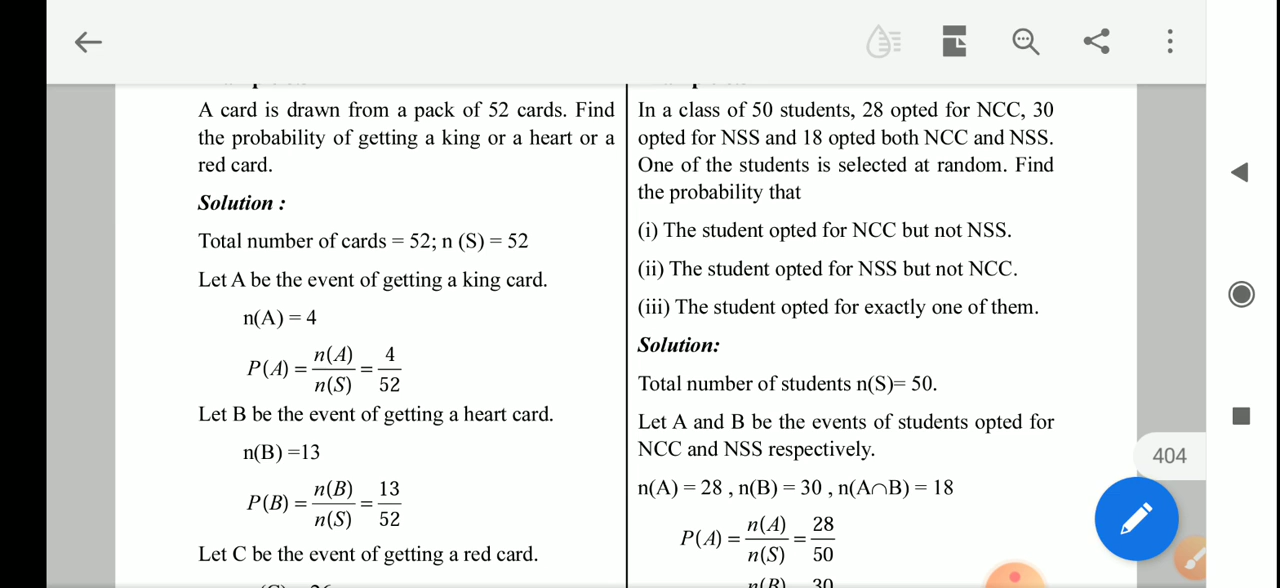 A card is drawn from a pack of 52 cards. Find
the probability of getting a king or a heart or a
red card.
Solution :
Total number of cards = 52; n (S) = 52
Let A be the event of getting a king card.
n(A) = 4
P(A) = n(A)/n(S) = 4/52
Let B be the event of getting a heart card.
n(B) =13
P(B) = n(B)/n(S) = 13/52
Let C be the event of getting a red card.
In a class of 50 students, 28 opted for NCC, 30
opted for NSS and 18 opted both NCC and NSS.
One of the students is selected at random. Find
the probability that
(i) The student opted for NCC but not NSS.
(ii) The student opted for NSS but not NCC.
(iii) The student opted for exactly one of them.
Solution:
Total number of students n(S)= 50.
Let A and B be the events of students opted for
NCC and NSS respectively.
n(A) = 28 , n(B) = 30 , n(A∩B) = 18
P(A) = n(A)/n(S) = 28/50
n(B) 30
404